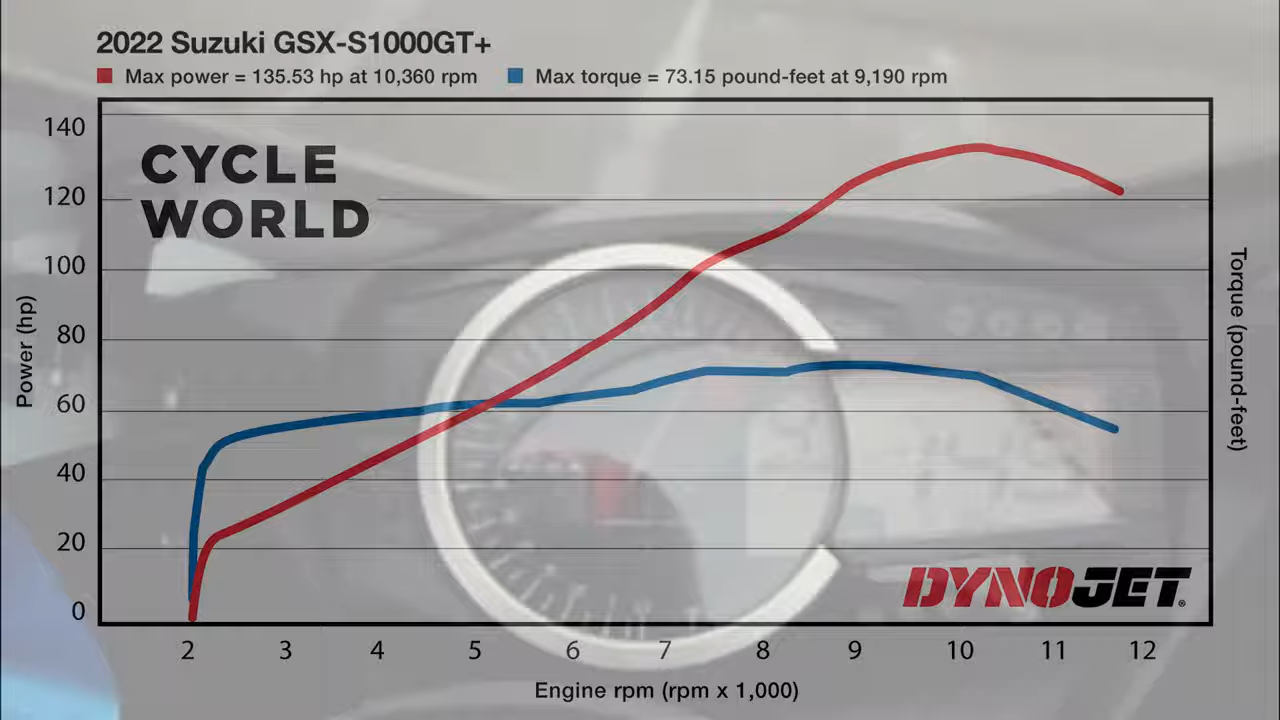 2022 Suzuki GSX-S1000GT+
Max power = 135.53 hp at 10,360 rpm Max torque = 73.15 pound-feet at 9,190 rpm
CYCLE
WORLD
140
120
100
80
60
40
20
0
Power (hp)
Torque (pound-feet)
DYNOJET®
2 3 4 5 6 7 8 9 10 11 12
Engine rpm (rpm x 1,000)